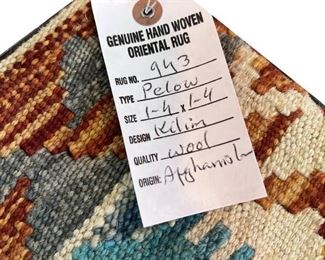 GENUINE HAND WOVEN
ORIENTAL RUG
RUG NO. 943
TYPE Pelow
SIZE 1-4 x 1-4
DESIGN Kilim
QUALITY Wool
ORIGIN: